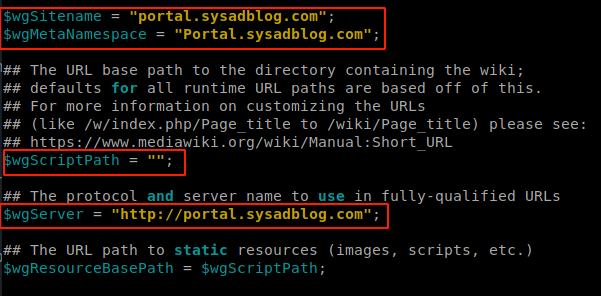 $wgSitename = "portal.sysadblog.com";
$wgMetaNamespace = "Portal.sysadblog.com";
## The URL base path to the directory containing the wiki;
## defaults for all runtime URL paths are based off of this.
## For more information on customizing the URLs
## (like /w/index.php/Page_title to /wiki/Page_title) please see:
## https://www.mediawiki.org/wiki/Manual:Short_URL
$wgScriptPath = "";
## The protocol and server name to use in fully-qualified URLs
$wgServer = "http://portal.sysadblog.com";
## The URL path to static resources (images, scripts, etc.)
$wgResourceBasePath = $wgScriptPath;